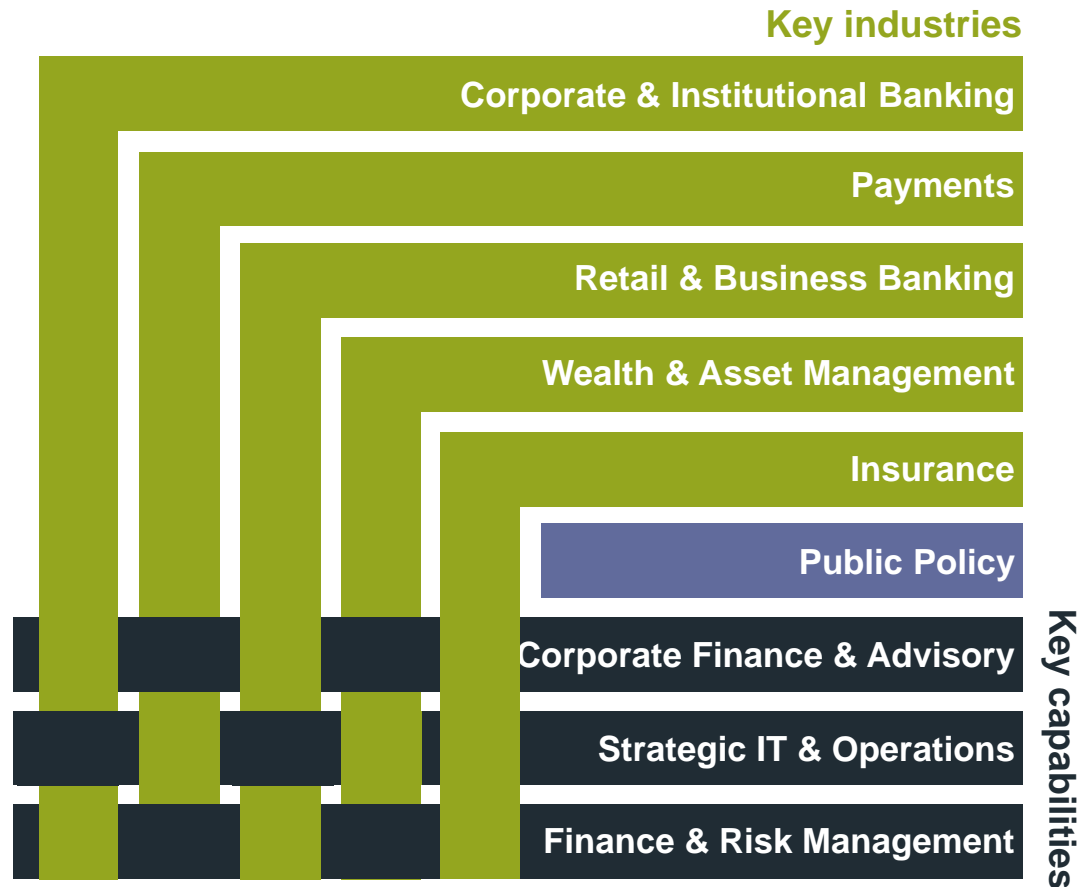 Key industries
Corporate & Institutional Banking
Payments
Retail & Business Banking
Wealth & Asset Management
Insurance
Public Policy
Corporate Finance & Advisory
Strategic IT & Operations
Finance & Risk Management
Key capabilities